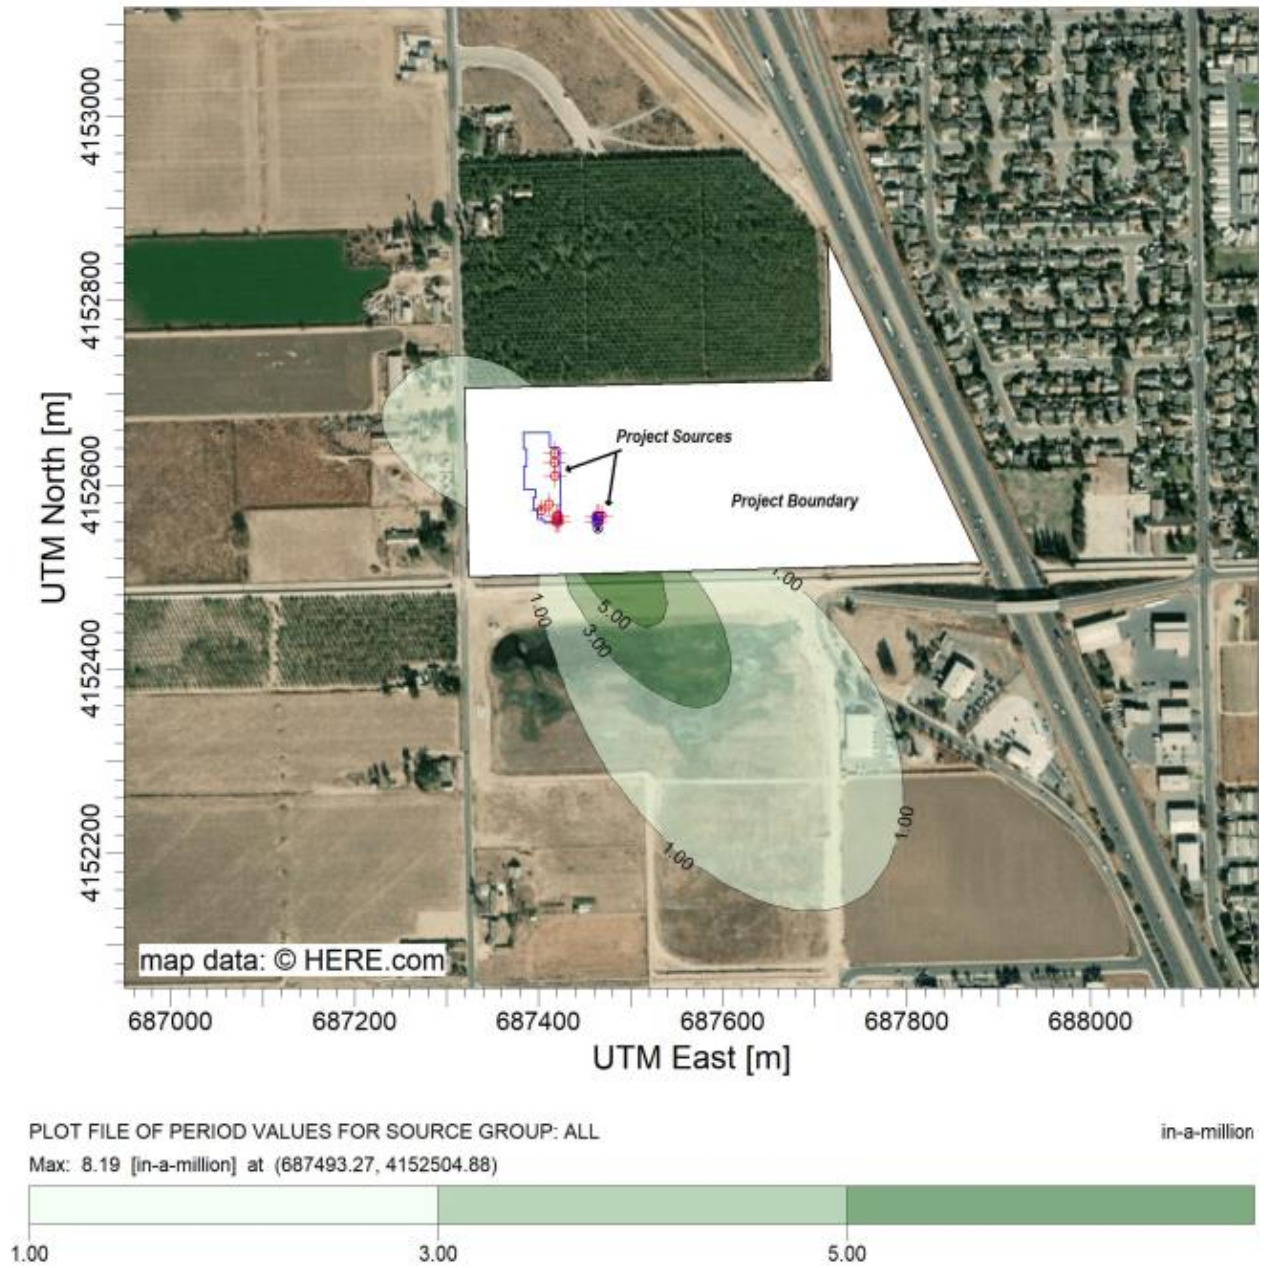 4153000
4152800
4152600
4152400
4152200
UTM North [m]
Project Sources
Project Boundary
1.00
1.00
5.00
3.00
1.00
1.00
map data: © HERE.com
687000 687200 687400 687600 687800 688000
UTM East [m]
PLOT FILE OF PERIOD VALUES FOR SOURCE GROUP: ALL in-a-million
Max: 8.19 [in-a-million] at (687493.27, 4152504.88)
1.00 3.00 5.00